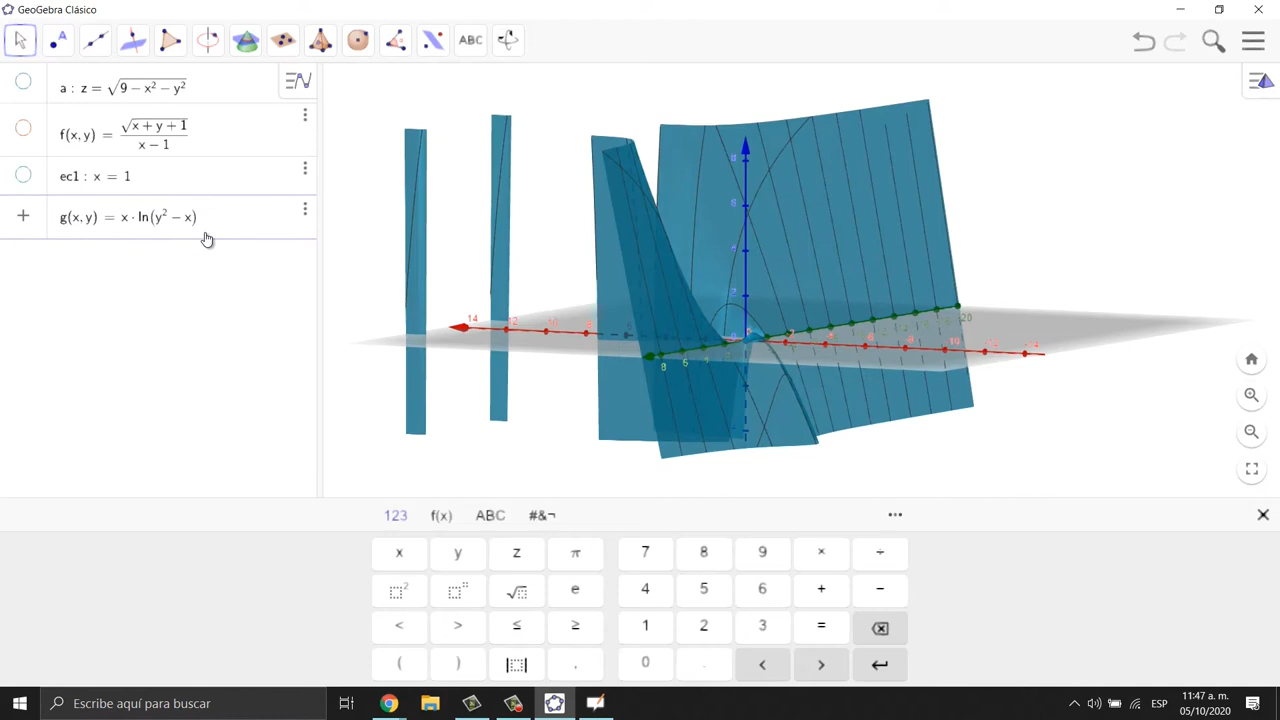 GeoGebra Clásico
ABC
a : z = √(9 − x² − y²)
f(x, y) = √(x + y + 1) / (x − 1)
ec1 : x = 1
g(x, y) = x · ln(y² − x)
123 f(x) ABC #&¬
x y z π 7 8 9 × ÷
e 4 5 6 + −
< > ≤ ≥ 1 2 3 =
( ) , 0 . < >
Escribe aquí para buscar
ESP
11:47 a. m.
05/10/2020